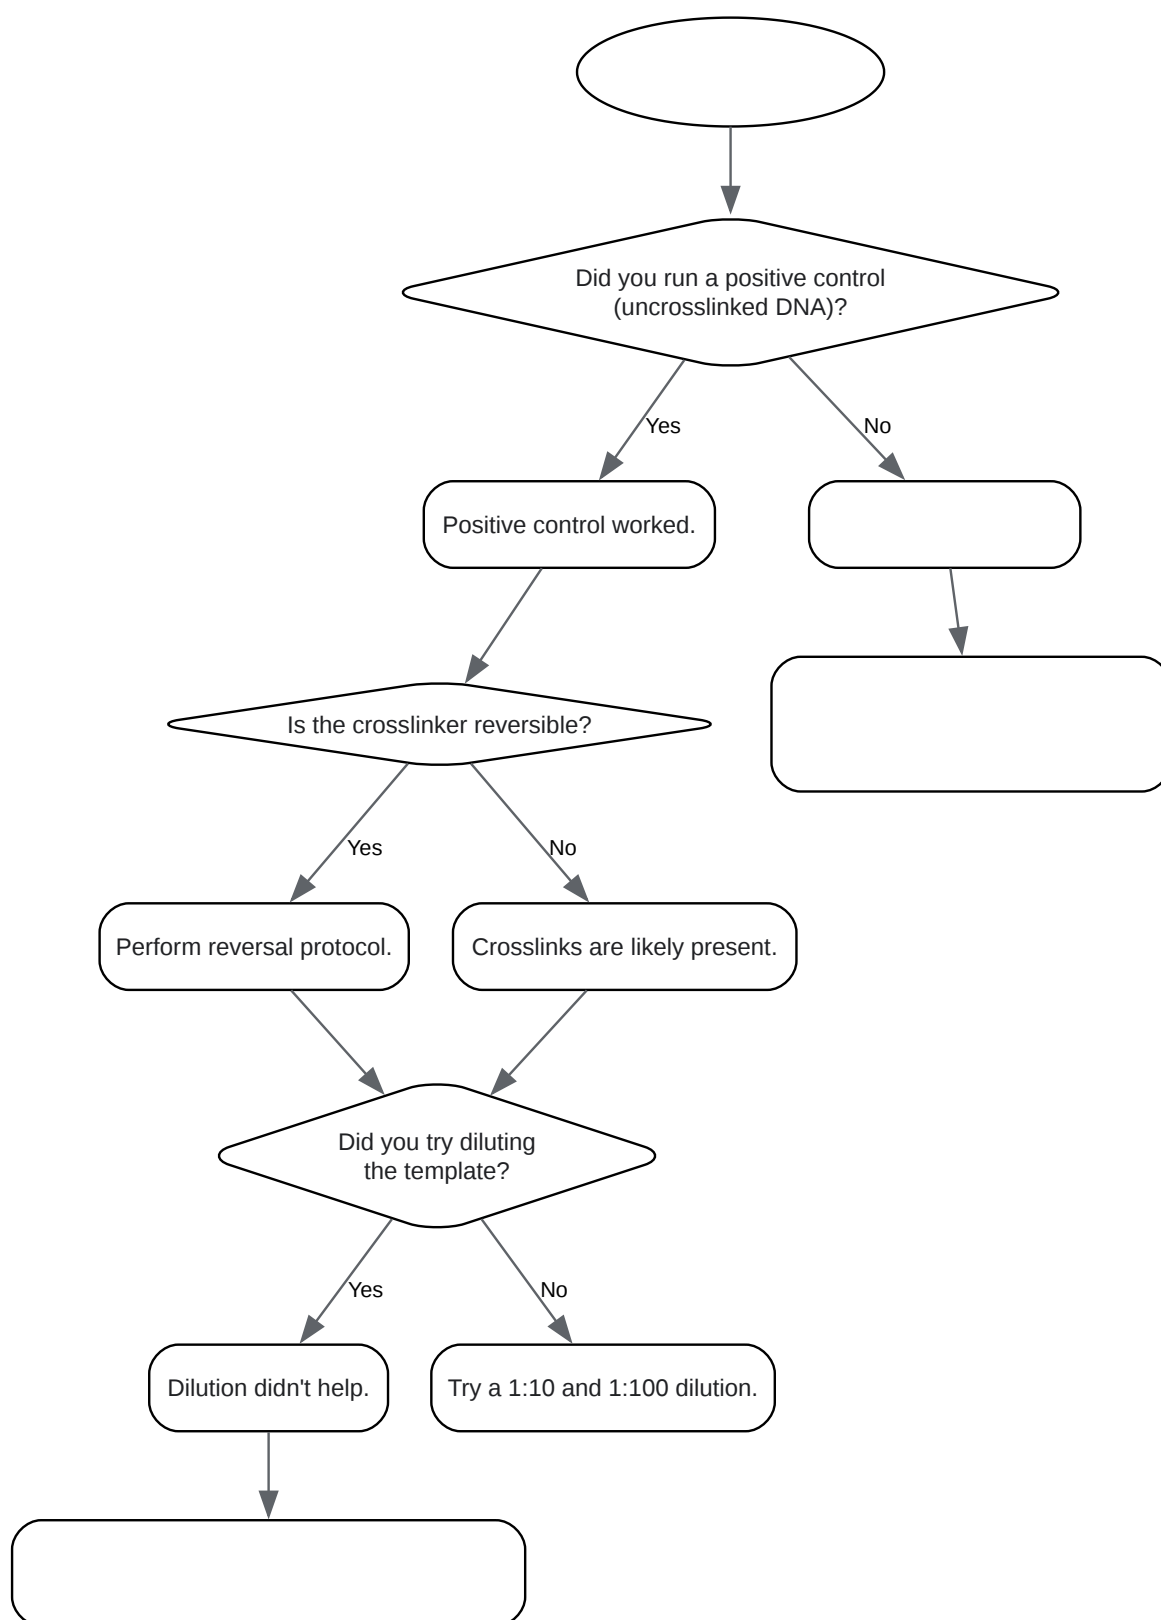 Did you run a positive control
(uncrosslinked DNA)?
Yes
No
Positive control worked.
Is the crosslinker reversible?
Yes
No
Perform reversal protocol.
Crosslinks are likely present.
Did you try diluting
the template?
Yes
No
Dilution didn't help.
Try a 1:10 and 1:100 dilution.